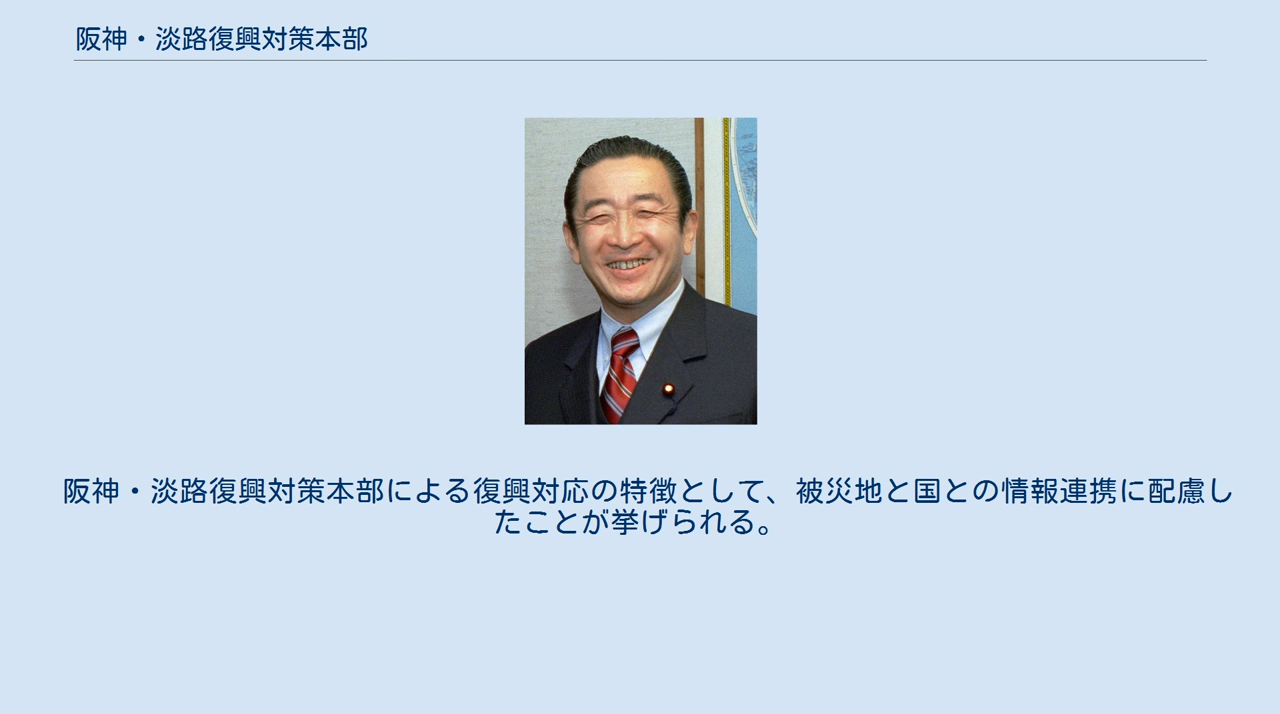 阪神・淡路復興対策本部
阪神・淡路復興対策本部による復興対応の特徴として、被災地と国との情報連携に配慮し
たことが挙げられる。